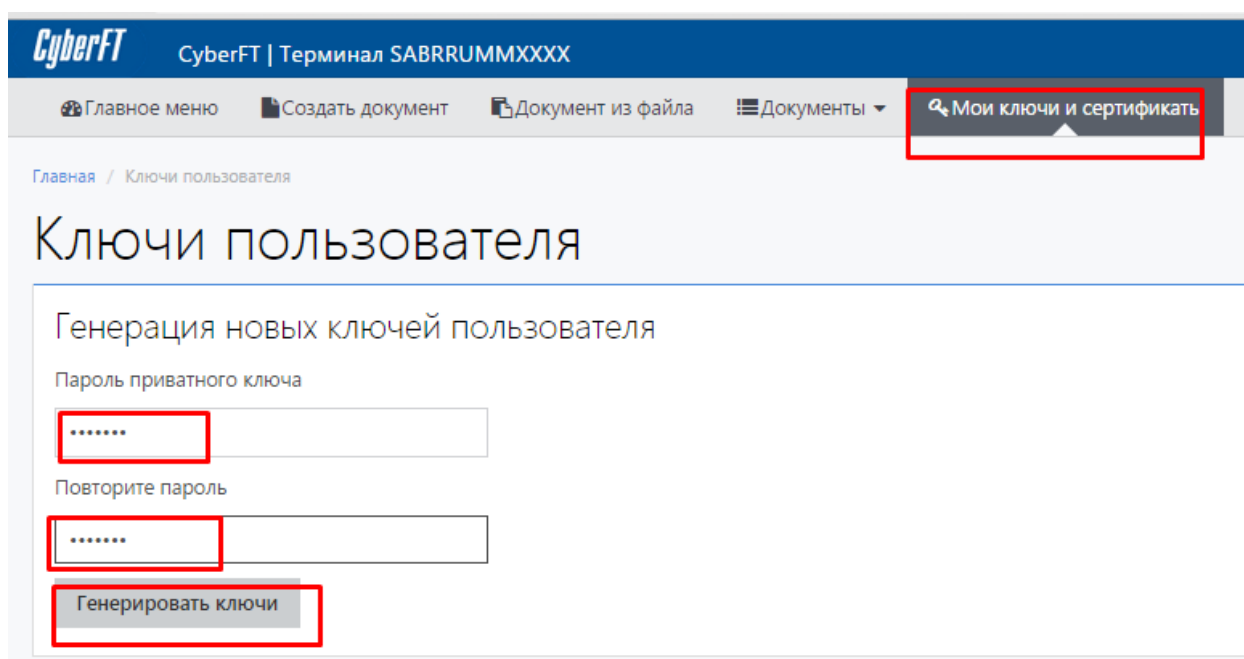 CyberFT CyberFT | Терминал SABRRUMMXXXX
Главное меню Создать документ Документ из файла Документы Мои ключи и сертификаты
Главная / Ключи пользователя
Ключи пользователя
Генерация новых ключей пользователя
Пароль приватного ключа
•••••••
Повторите пароль
•••••••
Генерировать ключи